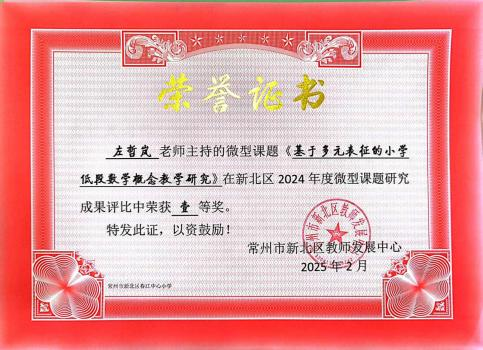 荣誉证书
左哲岚 老师主持的微型课题《基于多元表征的小学
低段数学概念教学研究》在新北区 2024 年度微型课题研究
成果评比中荣获 壹 等奖。
特发此证，以资鼓励！
常州市新北区教师发展中心
2025 年 2 月
常州市新北区春江中心小学